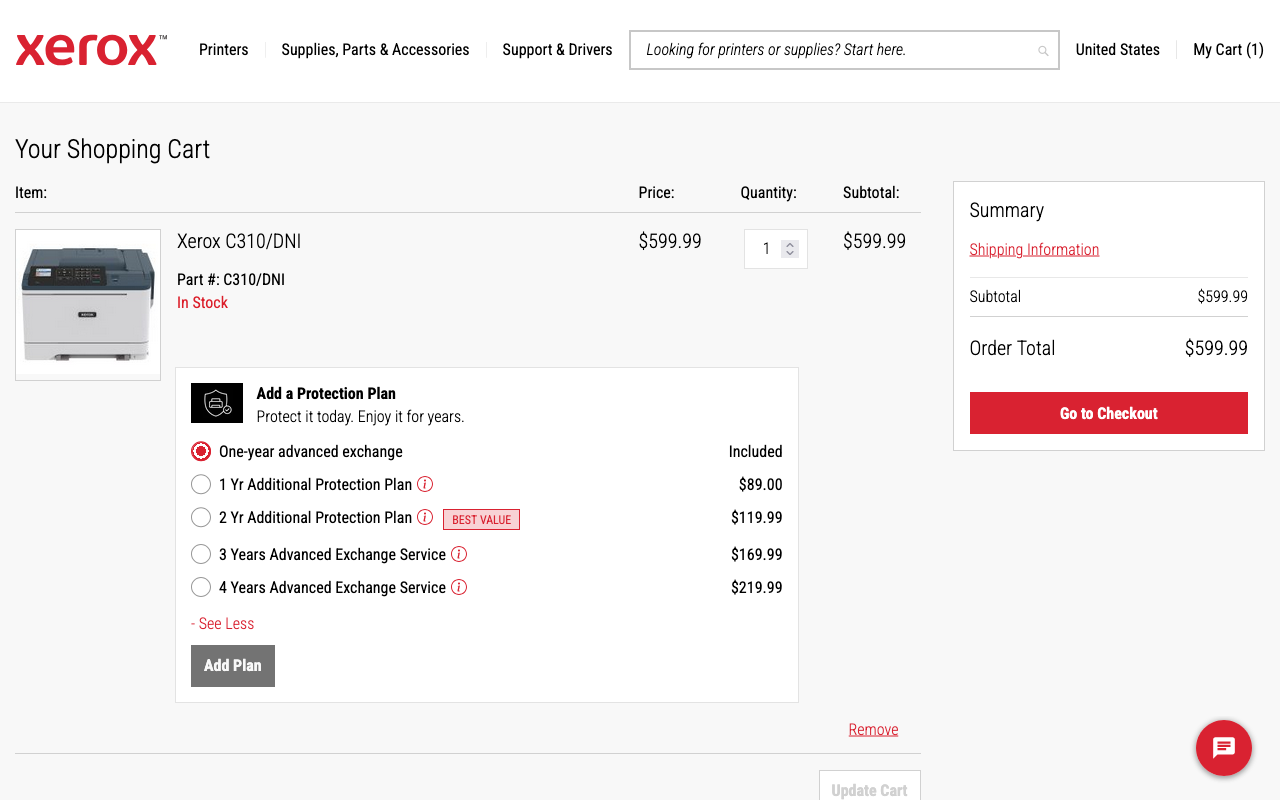 xerox™
Printers
Supplies, Parts & Accessories
Support & Drivers
Looking for printers or supplies? Start here.
United States
My Cart (1)
Your Shopping Cart
Item:
Price:
Quantity:
Subtotal:
Xerox C310/DNI
$599.99
1
$599.99
Part #: C310/DNI
In Stock
Add a Protection Plan
Protect it today. Enjoy it for years.
One-year advanced exchange
Included
1 Yr Additional Protection Plan
$89.00
2 Yr Additional Protection Plan
BEST VALUE
$119.99
3 Years Advanced Exchange Service
$169.99
4 Years Advanced Exchange Service
$219.99
- See Less
Add Plan
Remove
Update Cart
Summary
Shipping Information
Subtotal
$599.99
Order Total
$599.99
Go to Checkout